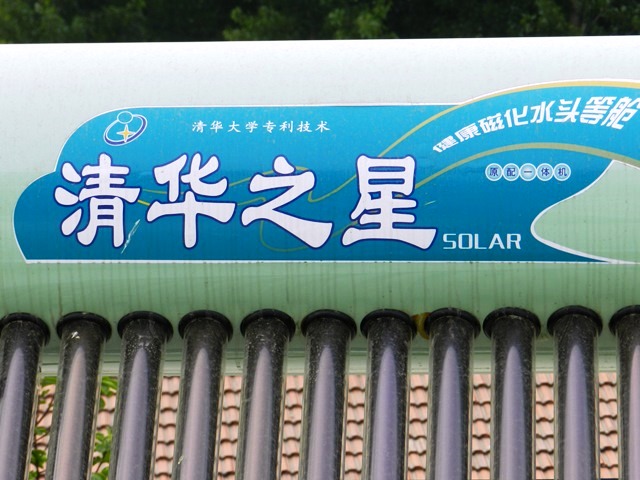 清华大学专利技术
健康磁化水头等舱
原配一体机
清华之星
SOLAR